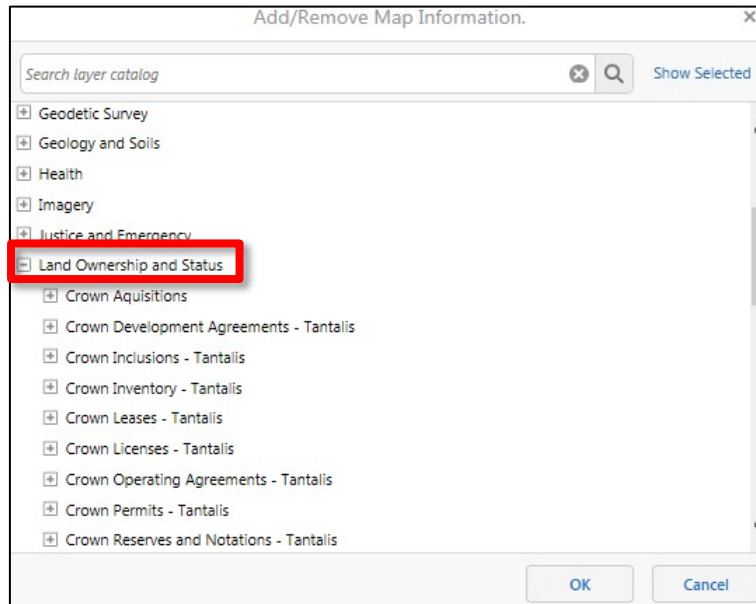 Add/Remove Map Information.
Search layer catalog
Show Selected
Geodetic Survey
Geology and Soils
Health
Imagery
Justice and Emergency
Land Ownership and Status
Crown Aquisitions
Crown Development Agreements - Tantalis
Crown Inclusions - Tantalis
Crown Inventory - Tantalis
Crown Leases - Tantalis
Crown Licenses - Tantalis
Crown Operating Agreements - Tantalis
Crown Permits - Tantalis
Crown Reserves and Notations - Tantalis
OK Cancel